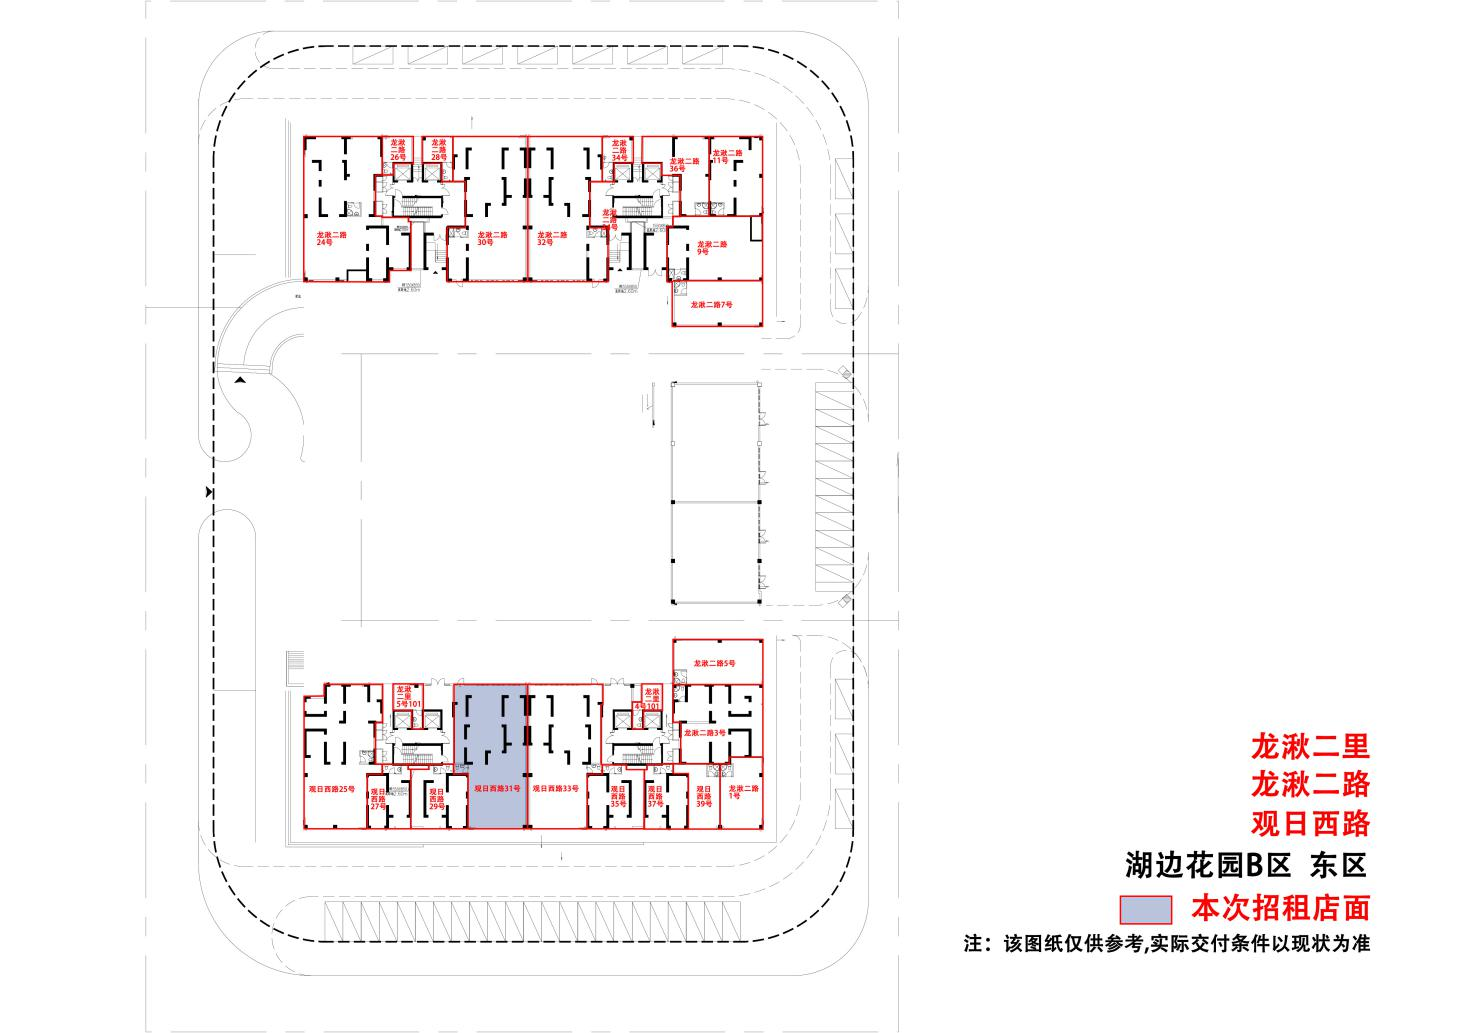 龙湫
二路
26号
龙湫
二路
28号
龙湫
二路
34号
龙湫二路
36号
龙湫二路
11号
龙湫二路
24号
龙湫二路
30号
龙湫二路
32号
龙湫
二路
龙湫二路
9号
龙湫二路7号
龙湫二路5号
龙湫
二里
5号101
龙湫
二里
4号101
龙湫二路3号
观日西路25号
观日
西路
27号
观日
西路
29号
观日西路31号
观日西路33号
观日
西路
35号
观日
西路
37号
观日
西路
39号
龙湫二路
1号
龙湫二里
龙湫二路
观日西路
湖边花园B区 东区
本次招租店面
注：该图纸仅供参考,实际交付条件以现状为准